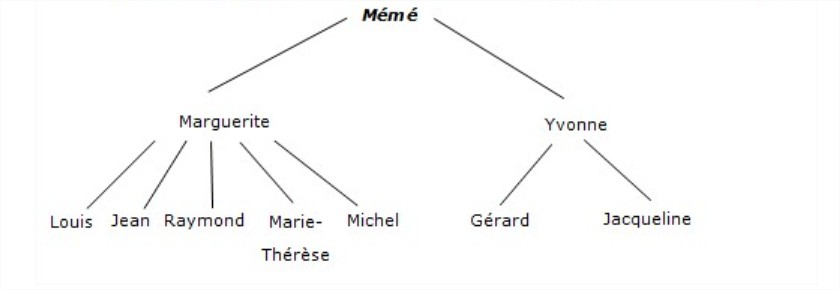 Mémé
Marguerite
Yvonne
Louis Jean Raymond Marie- Michel Gérard Jacqueline
Thérèse